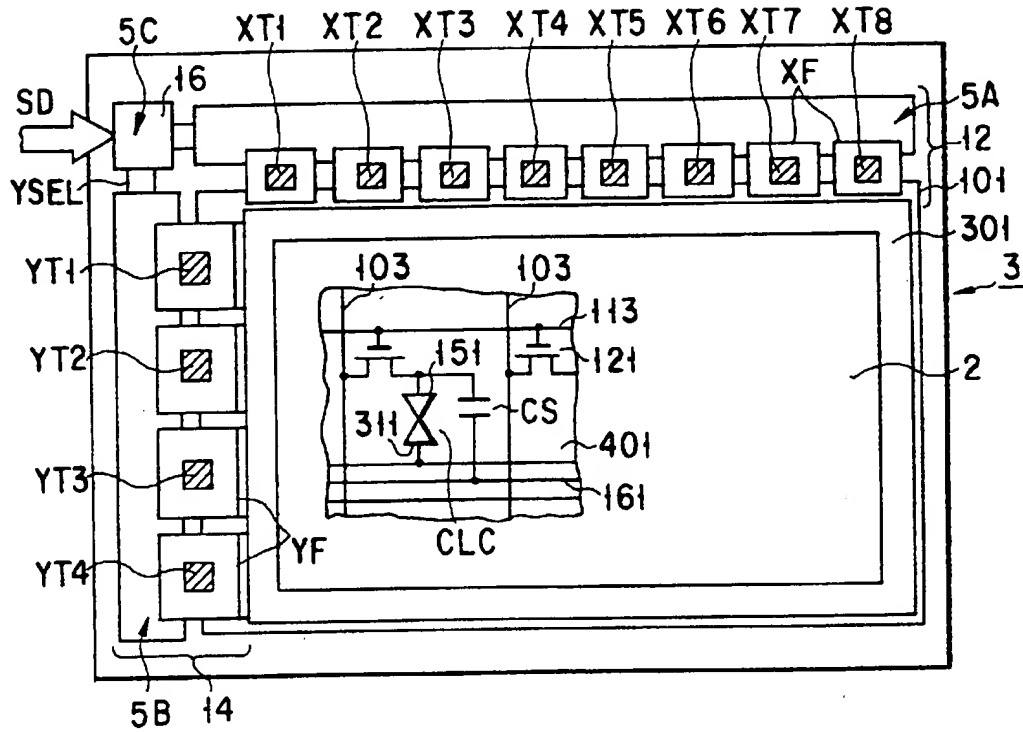 XT1 XT2 XT3 XT4 XT5 XT6 XT7 XT8
5C 16 XF 5A
SD 12
YSEL 101
301
103 103 3
YT1 113
151 121
YT2 2
311 CS
401
YT3 161
YF CLC
YT4
5B 14